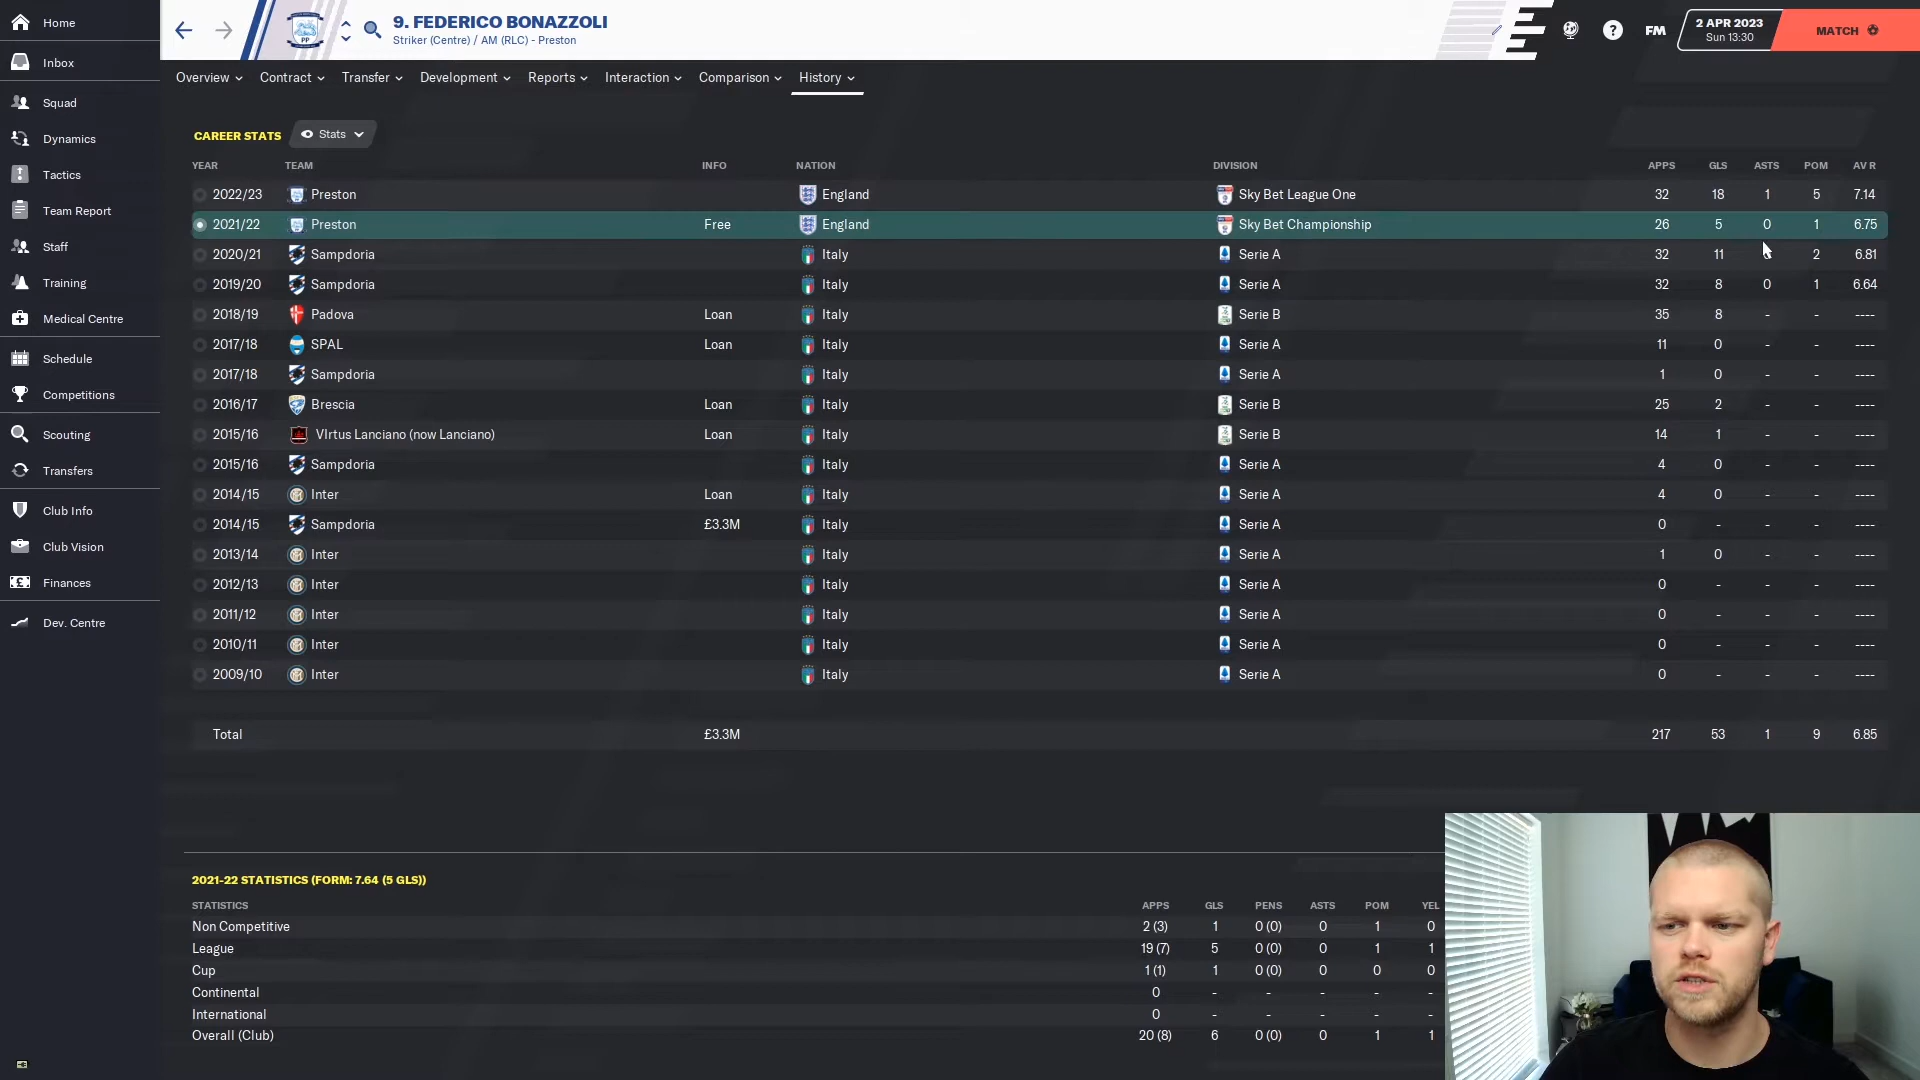 Home
Inbox
Squad
Dynamics
Tactics
Team Report
Staff
Training
Medical Centre
Schedule
Competitions
Scouting
Transfers
Club Info
Club Vision
Finances
Dev. Centre
PP
9. FEDERICO BONAZZOLI
Striker (Centre) / AM (RLC) - Preston
? FM 2 APR 2023 MATCH
Sun 13:30
Overview Contract Transfer Development Reports Interaction Comparison History
CAREER STATS Stats
YEAR TEAM INFO NATION DIVISION APPS GLS ASTS POM AV R
2022/23 Preston England Sky Bet League One 32 18 1 5 7.14
2021/22 Preston Free England Sky Bet Championship 26 5 0 1 6.75
2020/21 Sampdoria Italy Serie A 32 11 2 6.81
2019/20 Sampdoria Italy Serie A 32 8 0 1 6.64
2018/19 Padova Loan Italy Serie B 35 8 - - ----
2017/18 SPAL Loan Italy Serie A 11 0 - - ----
2017/18 Sampdoria Italy Serie A 1 0 - - ----
2016/17 Brescia Loan Italy Serie B 25 2 - - ----
2015/16 VIrtus Lanciano (now Lanciano) Loan Italy Serie B 14 1 - - ----
2015/16 Sampdoria Italy Serie A 4 0 - - ----
2014/15 Inter Loan Italy Serie A 4 0 - - ----
2014/15 Sampdoria £3.3M Italy Serie A 0 - - - ----
2013/14 Inter Italy Serie A 1 0 - - ----
2012/13 Inter Italy Serie A 0 - - - ----
2011/12 Inter Italy Serie A 0 - - - ----
2010/11 Inter Italy Serie A 0 - - - ----
2009/10 Inter Italy Serie A 0 - - - ----
Total £3.3M 217 53 1 9 6.85
2021-22 STATISTICS (FORM: 7.64 (5 GLS))
STATISTICS APPS GLS PENS ASTS POM YEL
Non Competitive 2 (3) 1 0 (0) 0 1 0
League 19 (7) 5 0 (0) 0 1 1
Cup 1 (1) 1 0 (0) 0 0 0
Continental 0 - - - - -
International 0 - - - - -
Overall (Club) 20 (8) 6 0 (0) 0 1 1